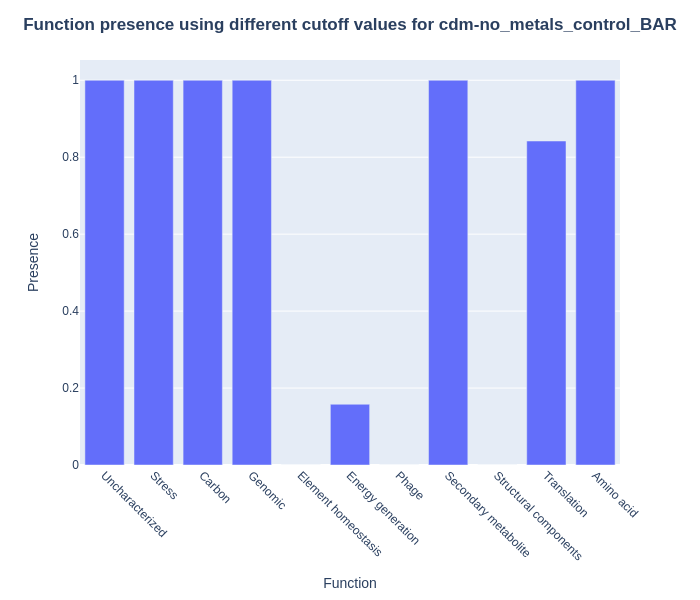 Function presence using different cutoff values for cdm-no_metals_control_BAR
Presence
1
0.8
0.6
0.4
0.2
0
Uncharacterized
Stress
Carbon
Genomic
Element homeostasis
Energy generation
Phage
Secondary metabolite
Structural components
Translation
Amino acid
Function